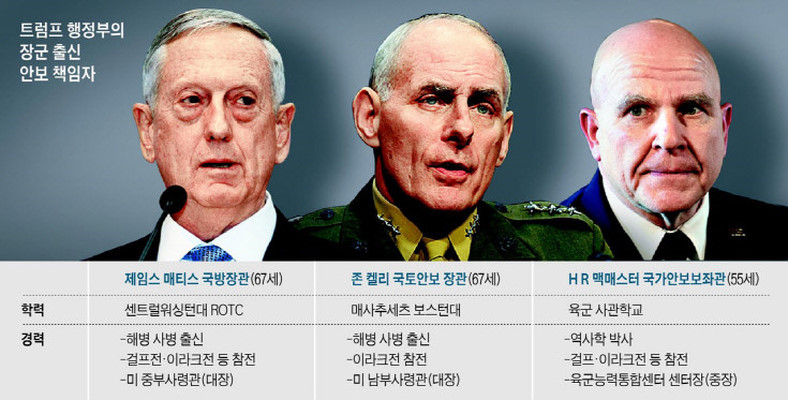 트럼프 행정부의
장군 출신
안보 책임자
제임스 매티스 국방장관(67세)
존 켈리 국토안보 장관(67세)
HR 맥매스터 국가안보보좌관(55세)
학력
센트럴워싱턴대 ROTC
매사추세츠 보스턴대
육군 사관학교
경력
-해병 사병 출신
-걸프전·이라크전 등 참전
-미 중부사령관(대장)
-해병 사병 출신
-이라크전 참전
-미 남부사령관(대장)
-역사학 박사
-걸프·이라크전 등 참전
-육군능력통합센터 센터장(중장)